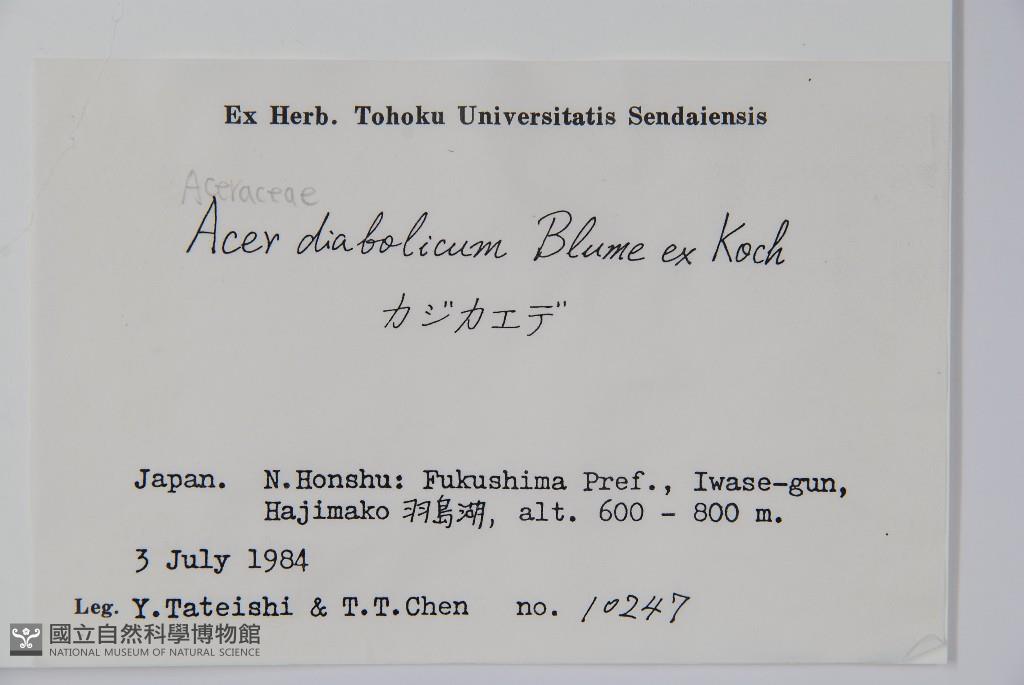 Ex Herb. Tohoku Universitatis Sendaiensis
Aceraceae
Acer diabolicum Blume ex Koch
カジカエデ
Japan. N.Honshu: Fukushima Pref., Iwase-gun,
Hajimako 羽島湖, alt. 600 - 800 m.
3 July 1984
Leg. Y.Tateishi & T.T.Chen no. 10247
國立自然科學博物館
NATIONAL MUSEUM OF NATURAL SCIENCE